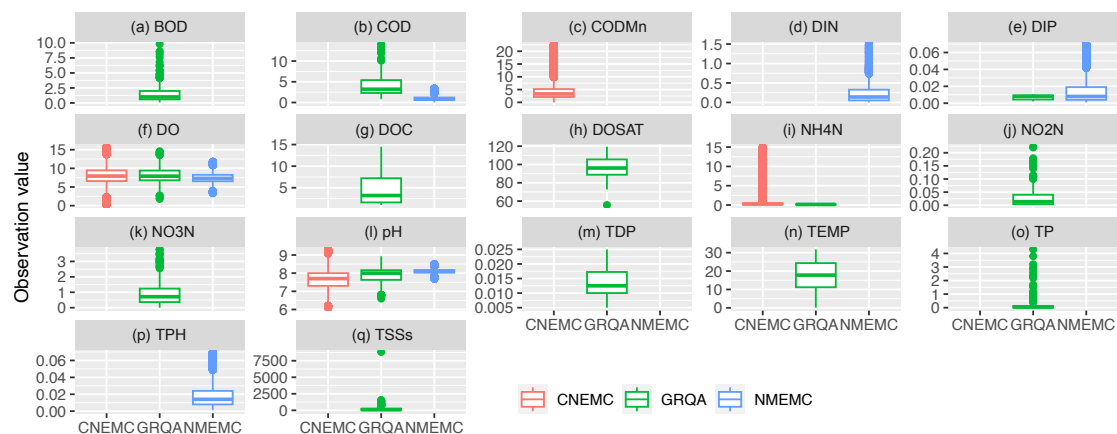 (a) BOD
(b) COD
(c) CODMn
(d) DIN
(e) DIP
10.0
7.5
5.0
2.5
0.0
10
5
0
20
15
10
5
0
1.5
1.0
0.5
0.0
0.06
0.04
0.02
0.00
(f) DO
(g) DOC
(h) DOSAT
(i) NH4N
(j) NO2N
15
10
5
0
15
10
5
120
100
80
60
15
10
5
0
0.20
0.15
0.10
0.05
0.00
Observation value
(k) NO3N
(l) pH
(m) TDP
(n) TEMP
(o) TP
3
2
1
0
9
8
7
6
0.025
0.020
0.015
0.010
0.005
30
20
10
0
4
3
2
1
0
CNEMC GRQA NMEMC
CNEMC GRQA NMEMC
CNEMC GRQA NMEMC
(p) TPH
(q) TSSs
0.06
0.04
0.02
0.00
7500
5000
2500
0
CNEMC GRQA NMEMC
CNEMC GRQA NMEMC
CNEMC
GRQA
NMEMC